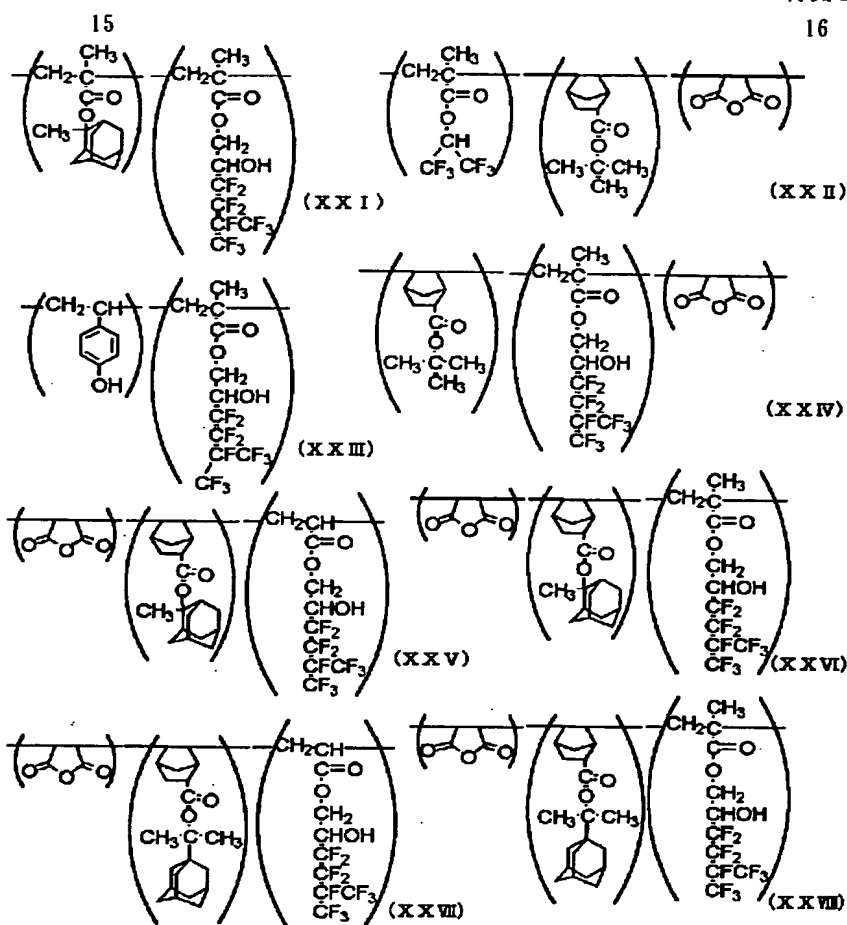 15
16
CH3
CH2-C
C=O
O
CH3
CH3
CH2-C
C=O
O
CH2
CHOH
CF2
CF2
CFCF3
CF3
(XXI)
CH3
CH2-C
C=O
O
CH
CF3 CF3
C=O
O
CH3-C-CH3
CH3
O O O
(XXII)
CH2-CH
OH
CH3
CH2-C
C=O
O
CH2
CHOH
CF2
CF2
CFCF3
CF3
(XXIII)
C=O
O
CH3-C-CH3
CH3
CH3
CH2-C
C=O
O
CH2
CHOH
CF2
CF2
CFCF3
CF3
O O O
(XXIV)
O O O
C=O
O
CH3
CH2CH
C=O
O
CH2
CHOH
CF2
CF2
CFCF3
CF3
(XXV)
O O O
C=O
O
CH3
CH3
CH2-C
C=O
O
CH2
CHOH
CF2
CF2
CFCF3
CF3
(XXVI)
O O O
C=O
O
CH3-C-CH3
CH2-CH
C=O
O
CH2
CHOH
CF2
CF2
CFCF3
CF3
(XXVII)
O O O
C=O
O
CH3-C-CH3
CH3
CH2-C
C=O
O
CH2
CHOH
CF2
CF2
CFCF3
CF3
(XXVIII)